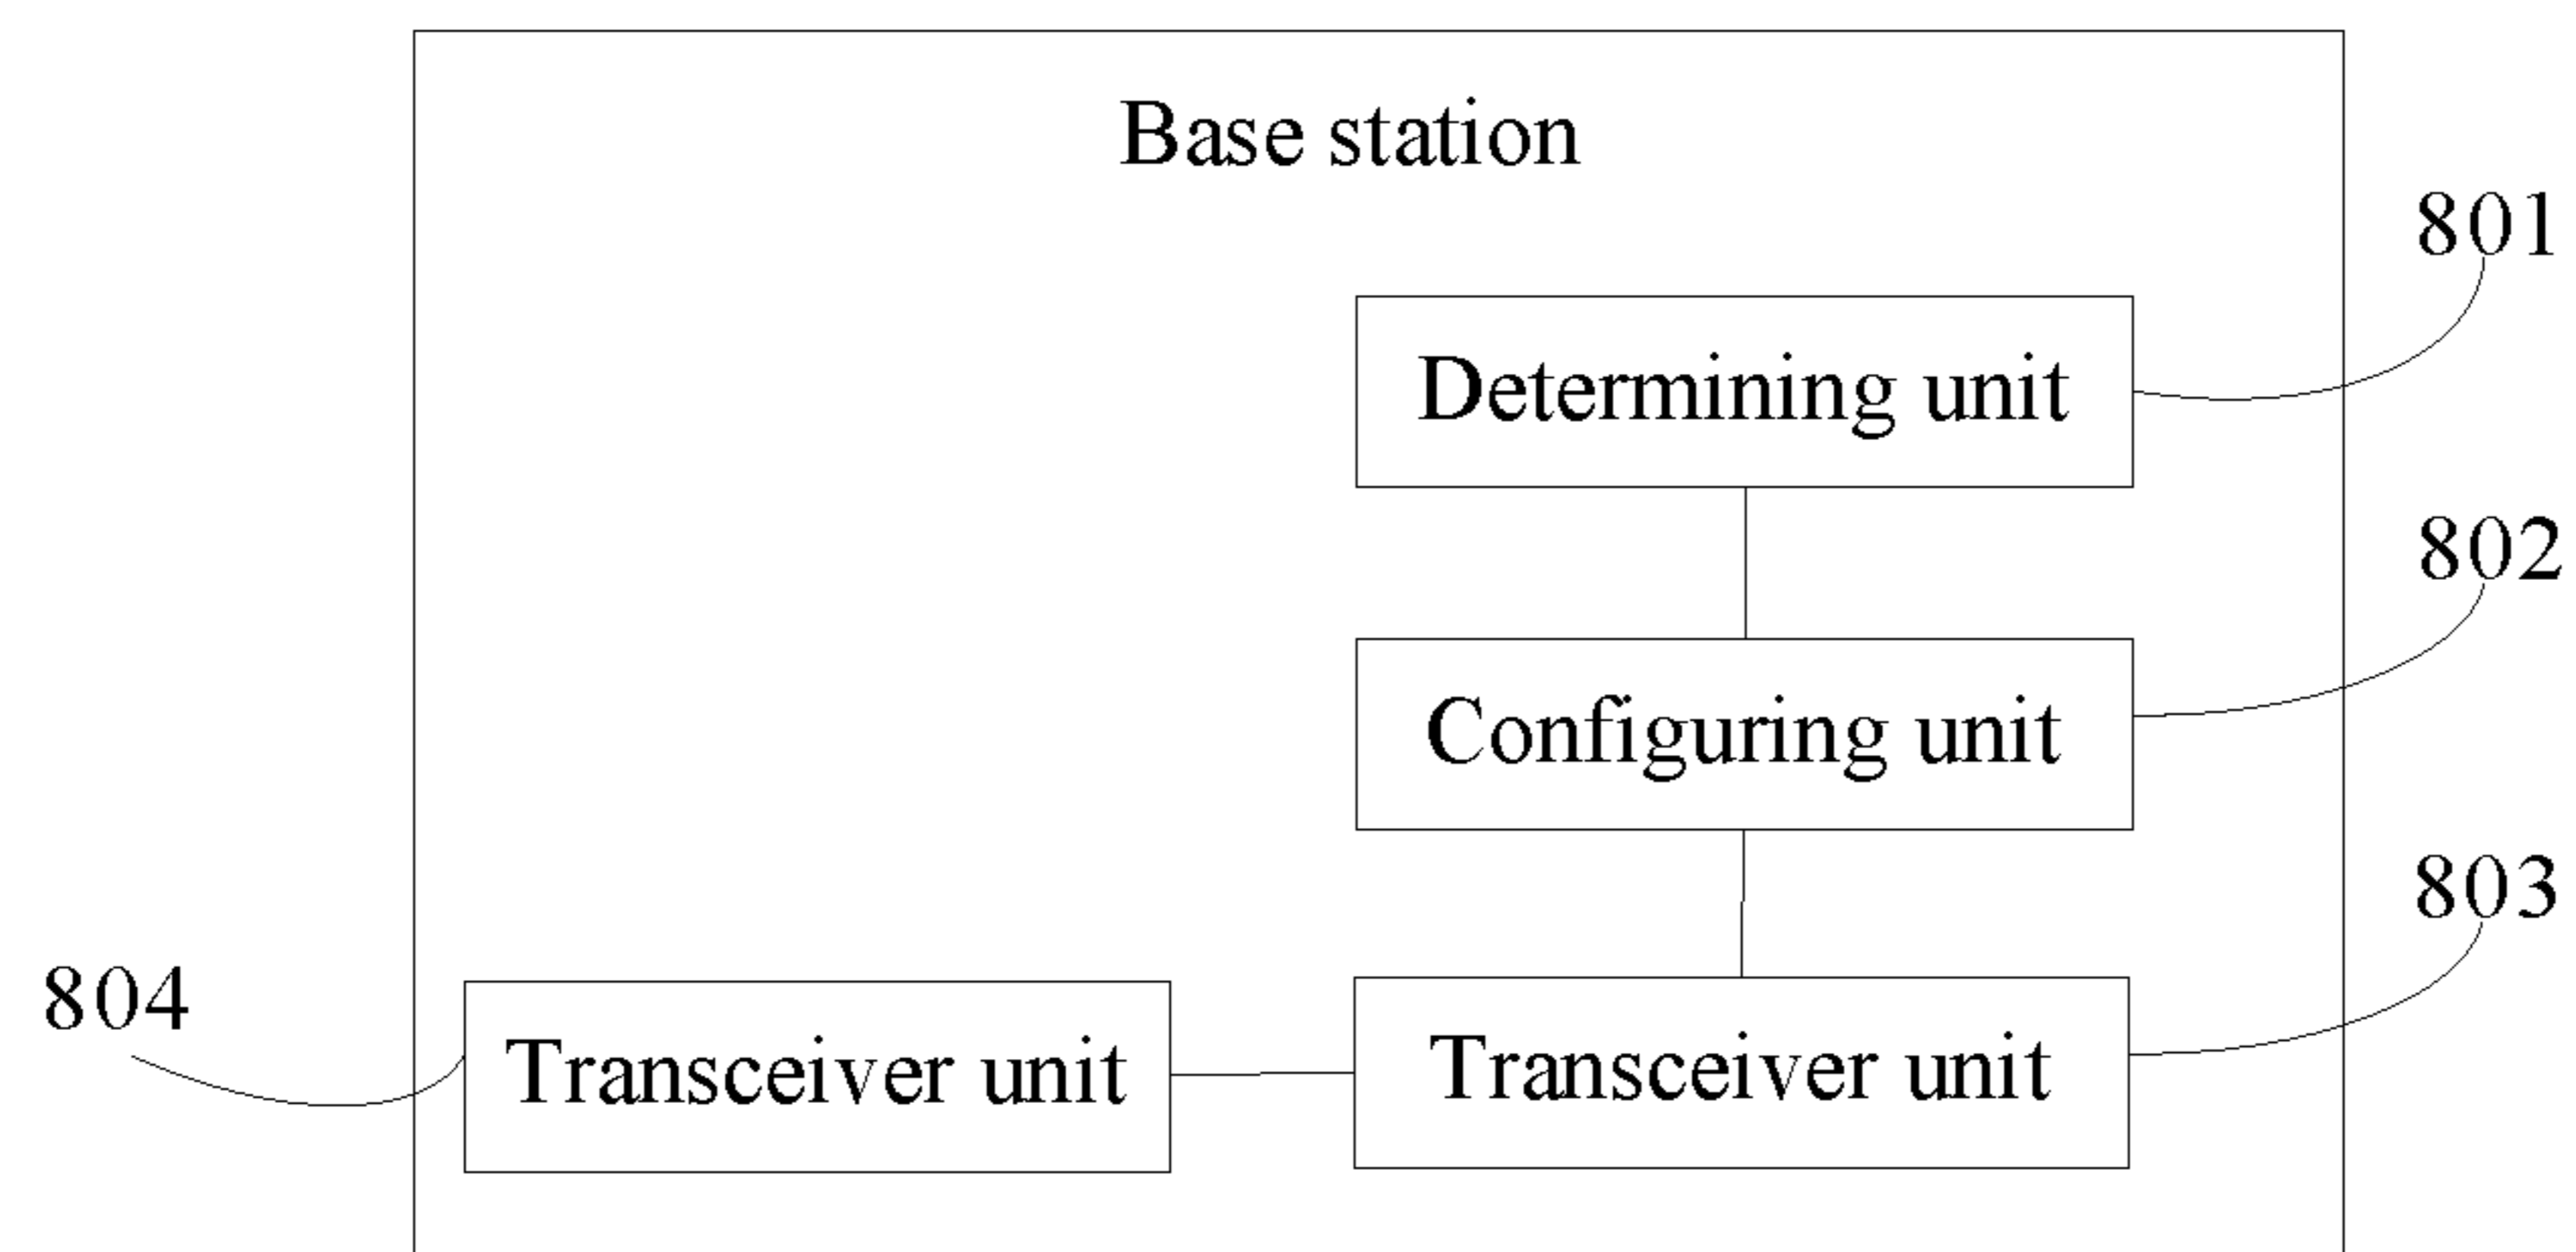 Base station
801
Determining unit
802
Configuring unit
803
804
Transceiver unit
Transceiver unit